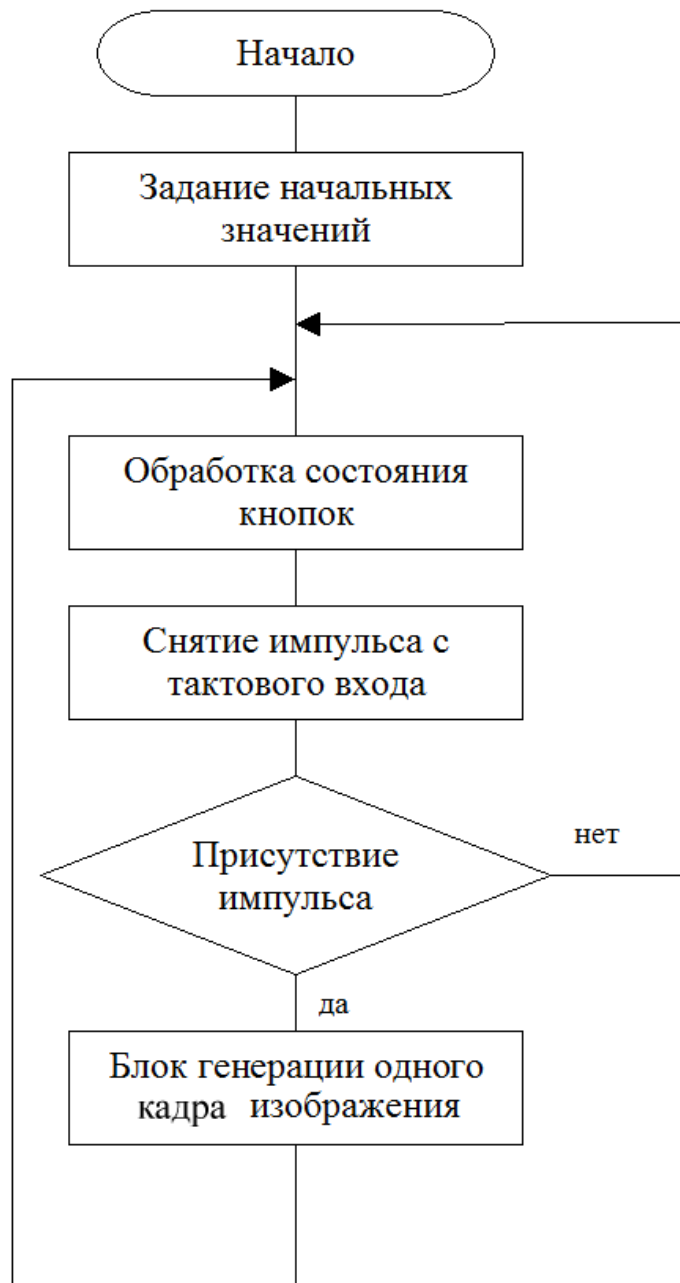 Начало
Задание начальных
значений
Обработка состояния
кнопок
Снятие импульса с
тактового входа
Присутствие
импульса
нет
да
Блок генерации одного
кадра изображения